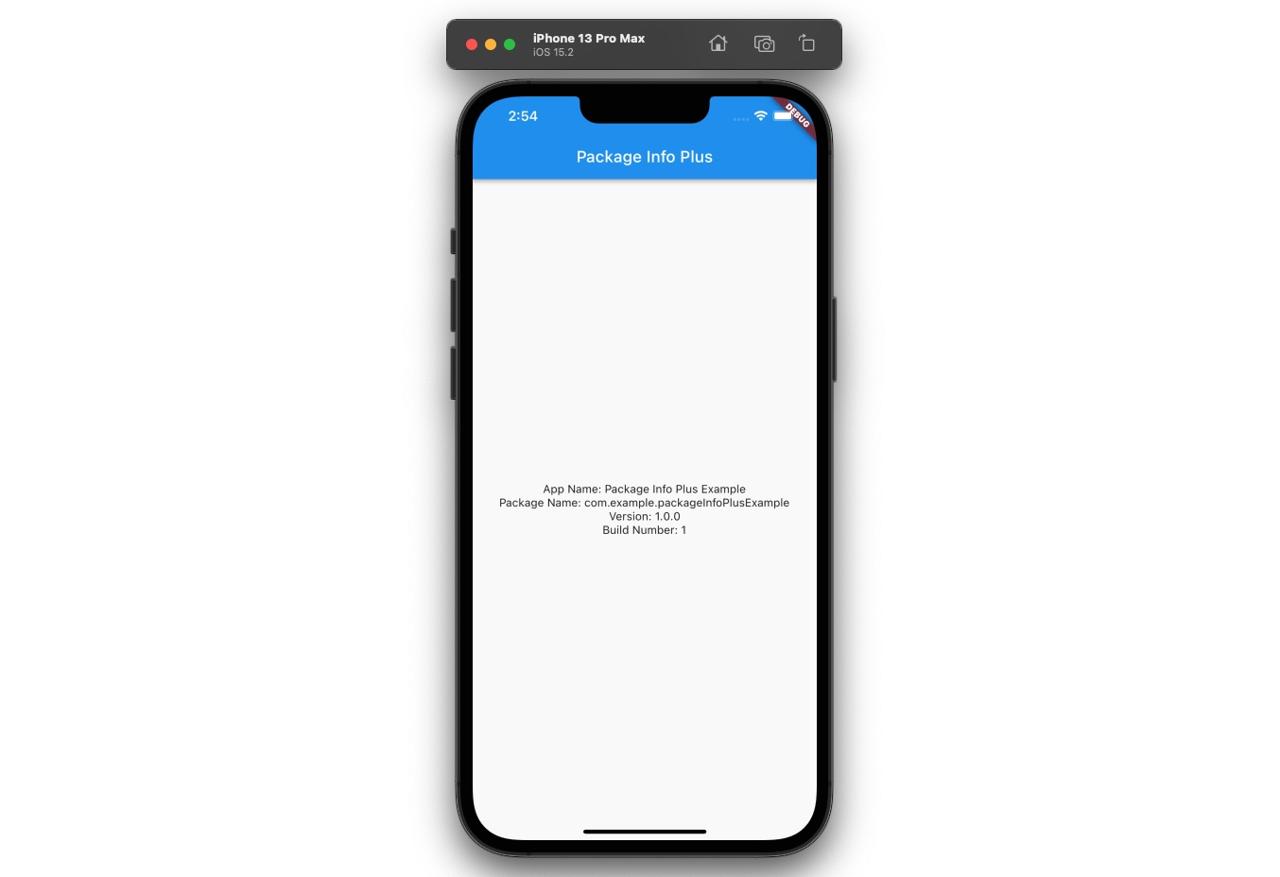 iPhone 13 Pro Max
iOS 15.2
2:54
DEBUG
Package Info Plus
App Name: Package Info Plus Example
Package Name: com.example.packageInfoPlusExample
Version: 1.0.0
Build Number: 1